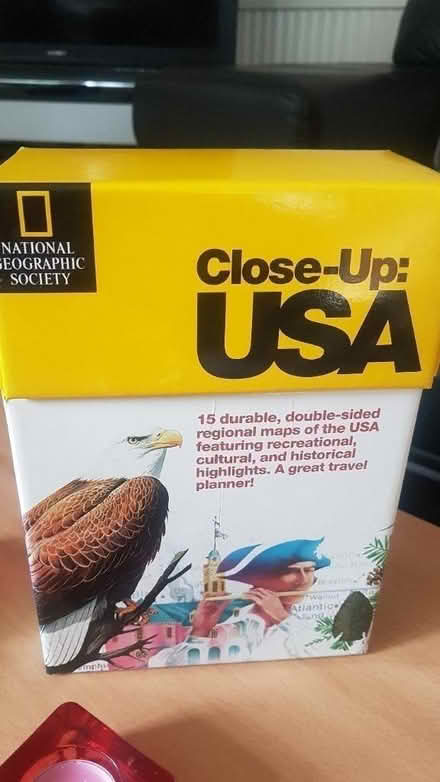 NATIONAL
GEOGRAPHIC
SOCIETY
Close-Up:
USA
15 durable, double-sided
regional maps of the USA
featuring recreational,
cultural, and historical
highlights. A great travel
planner!
Atlantic